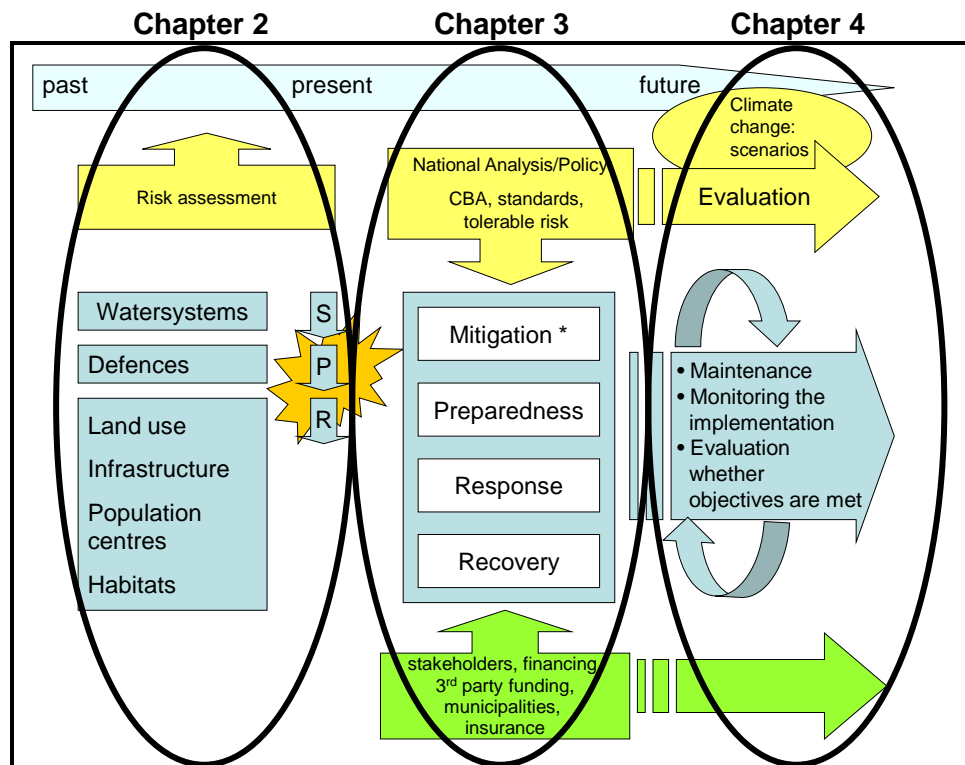 Chapter 2
Chapter 3
Chapter 4
past
present
future
Climate
change:
scenarios
Risk assessment
National Analysis/Policy
CBA, standards,
tolerable risk
Evaluation
Watersystems
Defences
Land use
Infrastructure
Population
centres
Habitats
S
P
R
Mitigation *
Preparedness
Response
Recovery
• Maintenance
• Monitoring the
implementation
• Evaluation
whether
objectives are met
stakeholders, financing,
3rd party funding,
municipalities,
insurance